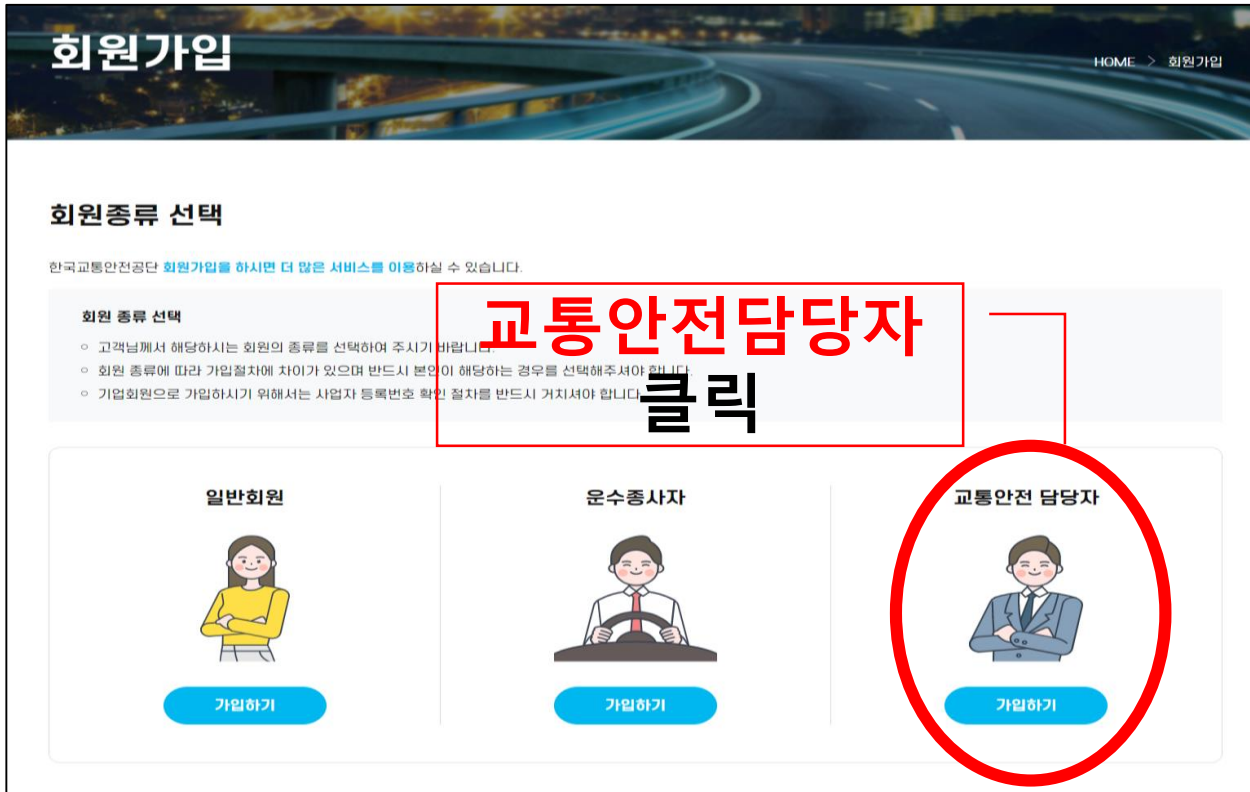 회원가입
HOME > 회원가입
회원종류 선택
한국교통안전공단 회원가입을 하시면 더 많은 서비스를 이용하실 수 있습니다.
회원 종류 선택
○ 고객님께서 해당하시는 회원의 종류를 선택하여 주시기 바랍니다.
○ 회원 종류에 따라 가입절차에 차이가 있으며 반드시 본인이 해당하는 경우를 선택해주셔야 합니다.
○ 기업회원으로 가입하시기 위해서는 사업자 등록번호 확인 절차를 반드시 거치셔야 합니다
교통안전담당자
클릭
일반회원
운수종사자
교통안전 담당자
가입하기
가입하기
가입하기